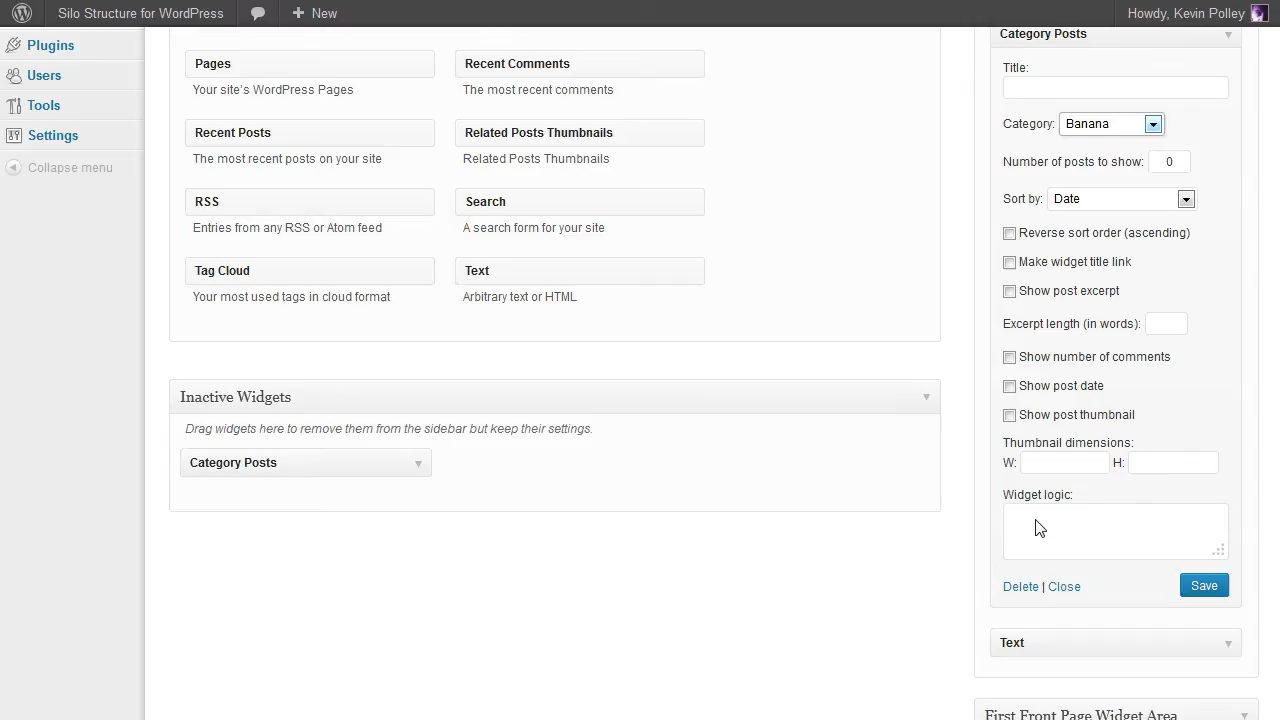 Silo Structure for WordPress
New
Howdy, Kevin Polley
Plugins
Users
Tools
Settings
Collapse menu
Pages
Your site's WordPress Pages
Recent Comments
The most recent comments
Recent Posts
The most recent posts on your site
Related Posts Thumbnails
Related Posts Thumbnails
RSS
Entries from any RSS or Atom feed
Search
A search form for your site
Tag Cloud
Your most used tags in cloud format
Text
Arbitrary text or HTML
Inactive Widgets
Drag widgets here to remove them from the sidebar but keep their settings.
Category Posts
Category Posts
Title:
Category: Banana
Number of posts to show: 0
Sort by: Date
Reverse sort order (ascending)
Make widget title link
Show post excerpt
Excerpt length (in words):
Show number of comments
Show post date
Show post thumbnail
Thumbnail dimensions:
W: H:
Widget logic:
Delete | Close Save
Text
First Front Page Widget Area